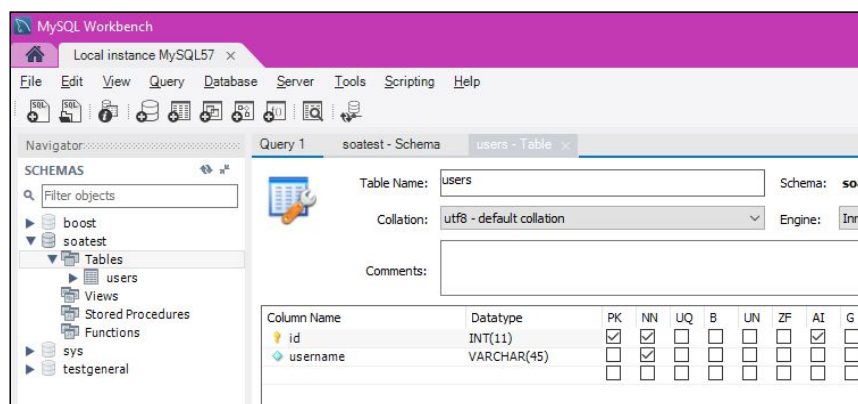 MySQL Workbench
Local instance MySQL57 ×
File Edit View Query Database Server Tools Scripting Help
Navigator
Query 1 soatest - Schema users - Table ×
SCHEMAS
Filter objects
boost
soatest
Tables
users
Views
Stored Procedures
Functions
sys
testgeneral
Table Name: users Schema:
Collation: utf8 - default collation Engine:
Comments:
Column Name Datatype PK NN UQ B UN ZF AI G
id INT(11)
username VARCHAR(45)